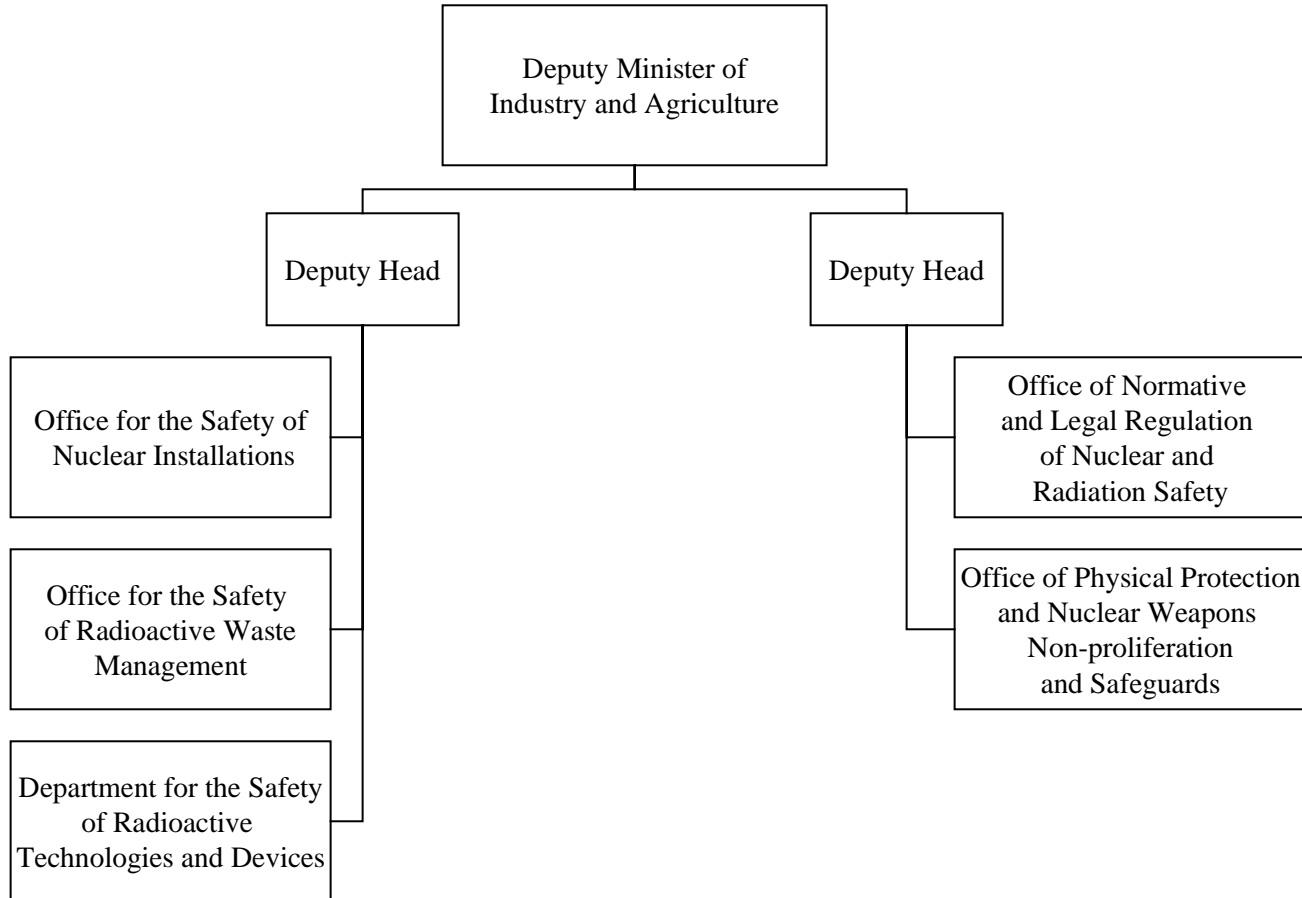 Deputy Minister of
Industry and Agriculture
Deputy Head
Deputy Head
Office for the Safety of
Nuclear Installations
Office for the Safety
of Radioactive Waste
Management
Department for the Safety
of Radioactive
Technologies and Devices
Office of Normative
and Legal Regulation
of Nuclear and
Radiation Safety
Office of Physical Protection
and Nuclear Weapons
Non-proliferation
and Safeguards